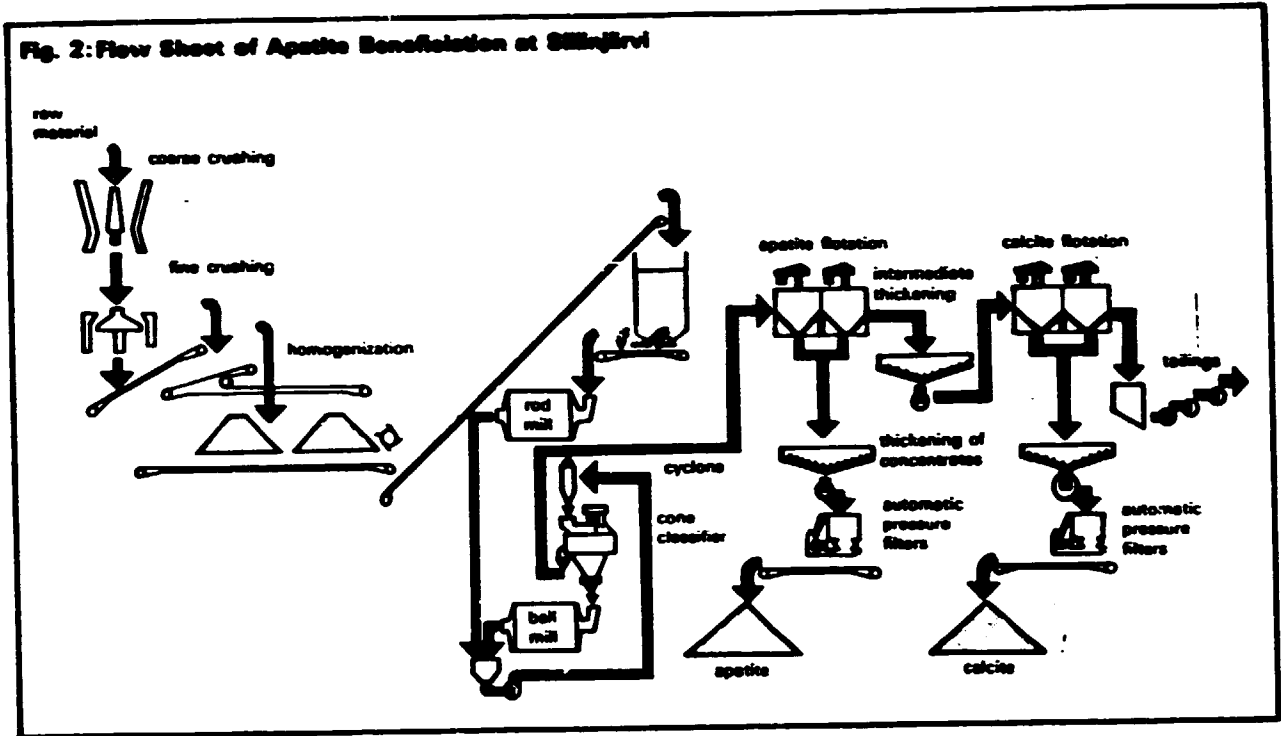 Fig. 2: Flow Sheet of Apatite Beneficiation at Siilinjärvi
raw
material
coarse crushing
fine crushing
homogenization
rod
mill
cyclone
cone
classifier
ball
mill
apatite flotation
intermediate
thickening
calcite flotation
tailings
thickening of
concentrates
automatic
pressure
filters
automatic
pressure
filters
apatite
calcite